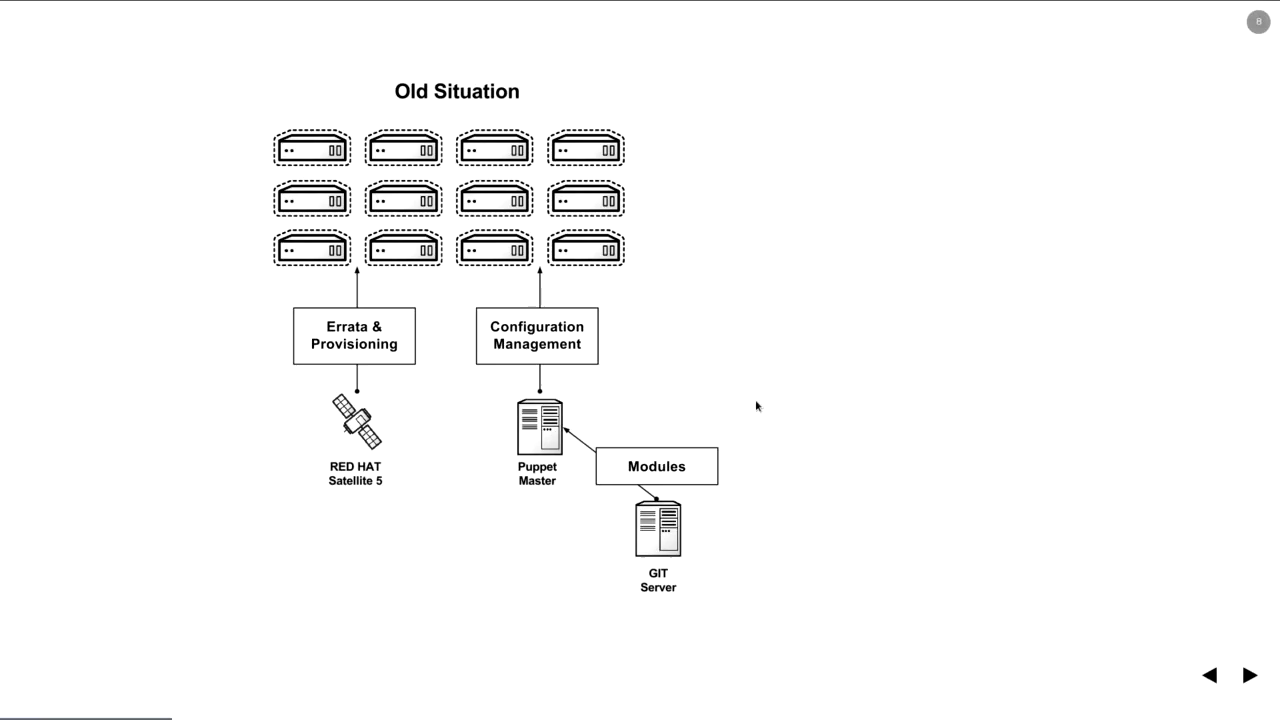 8
Old Situation
Errata &
Provisioning
Configuration
Management
RED HAT
Satellite 5
Puppet
Master
Modules
GIT
Server